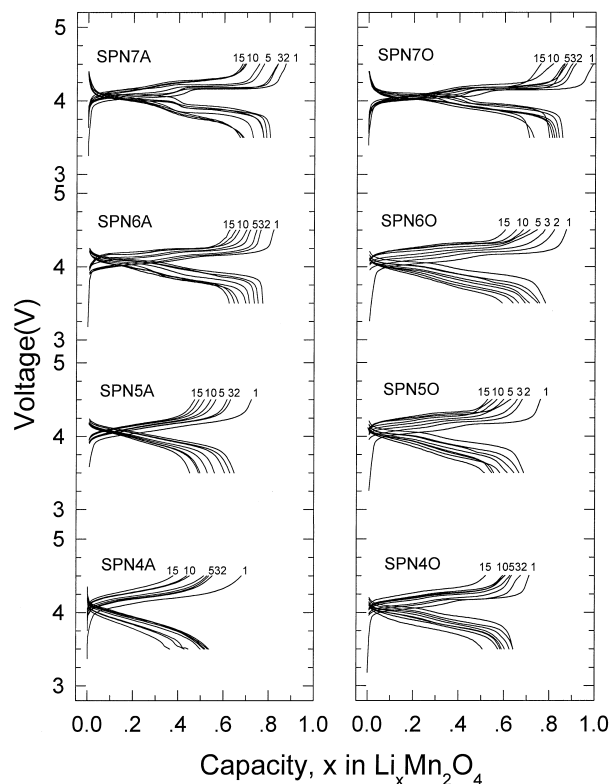 5
SPN7A
15 10 5 32 1
SPN7O
15 10 532 1
4
3
5
SPN6A
15 10 532 1
SPN6O
15 10 5 3 2 1
4
3
5
SPN5A
15 10 5 32 1
SPN5O
15 10 5 32 1
4
3
5
SPN4A
15 10 532 1
SPN4O
15 10532 1
4
3
Voltage(V)
0.0 .2 .4 .6 .8 1.0
0.0 .2 .4 .6 .8 1.0
Capacity, x in LiₓMn₂O₄